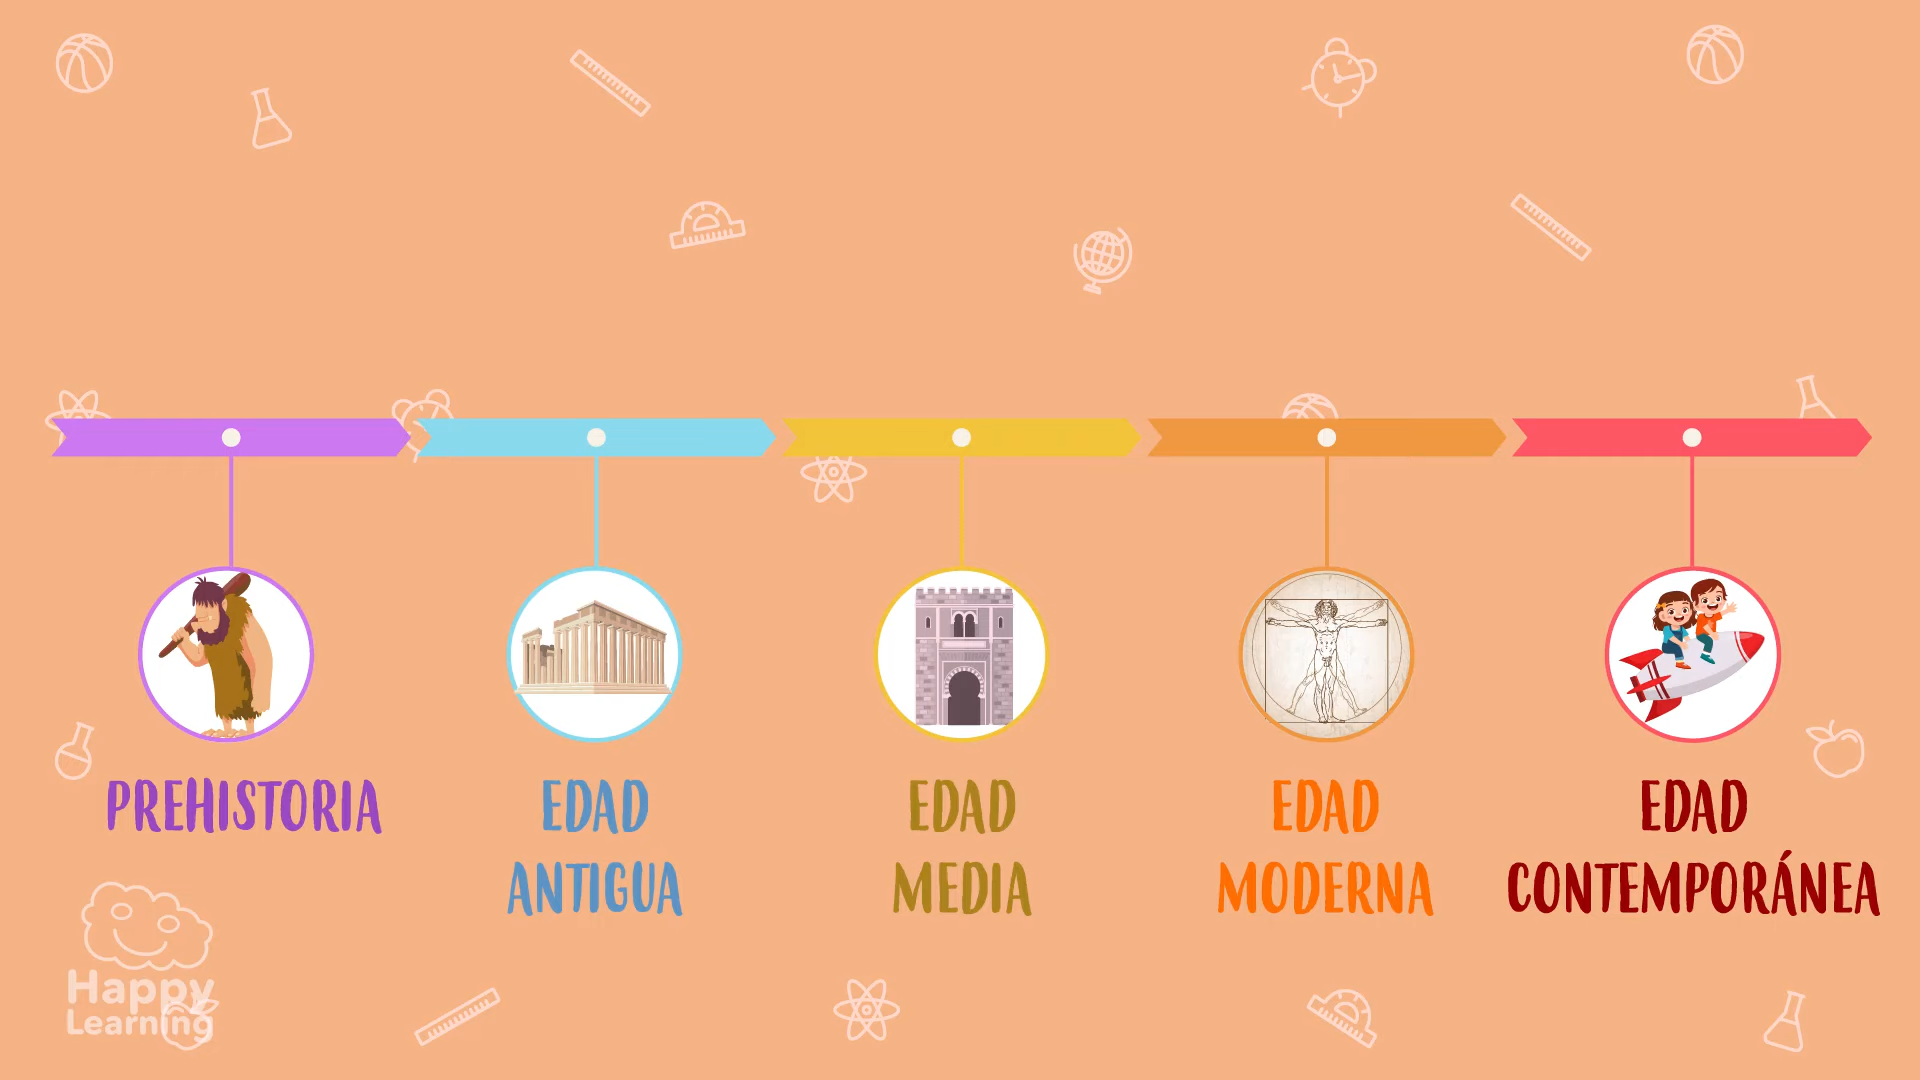 PREHISTORIA
EDAD
ANTIGUA
EDAD
MEDIA
EDAD
MODERNA
EDAD
CONTEMPORÁNEA
Happy
Learning